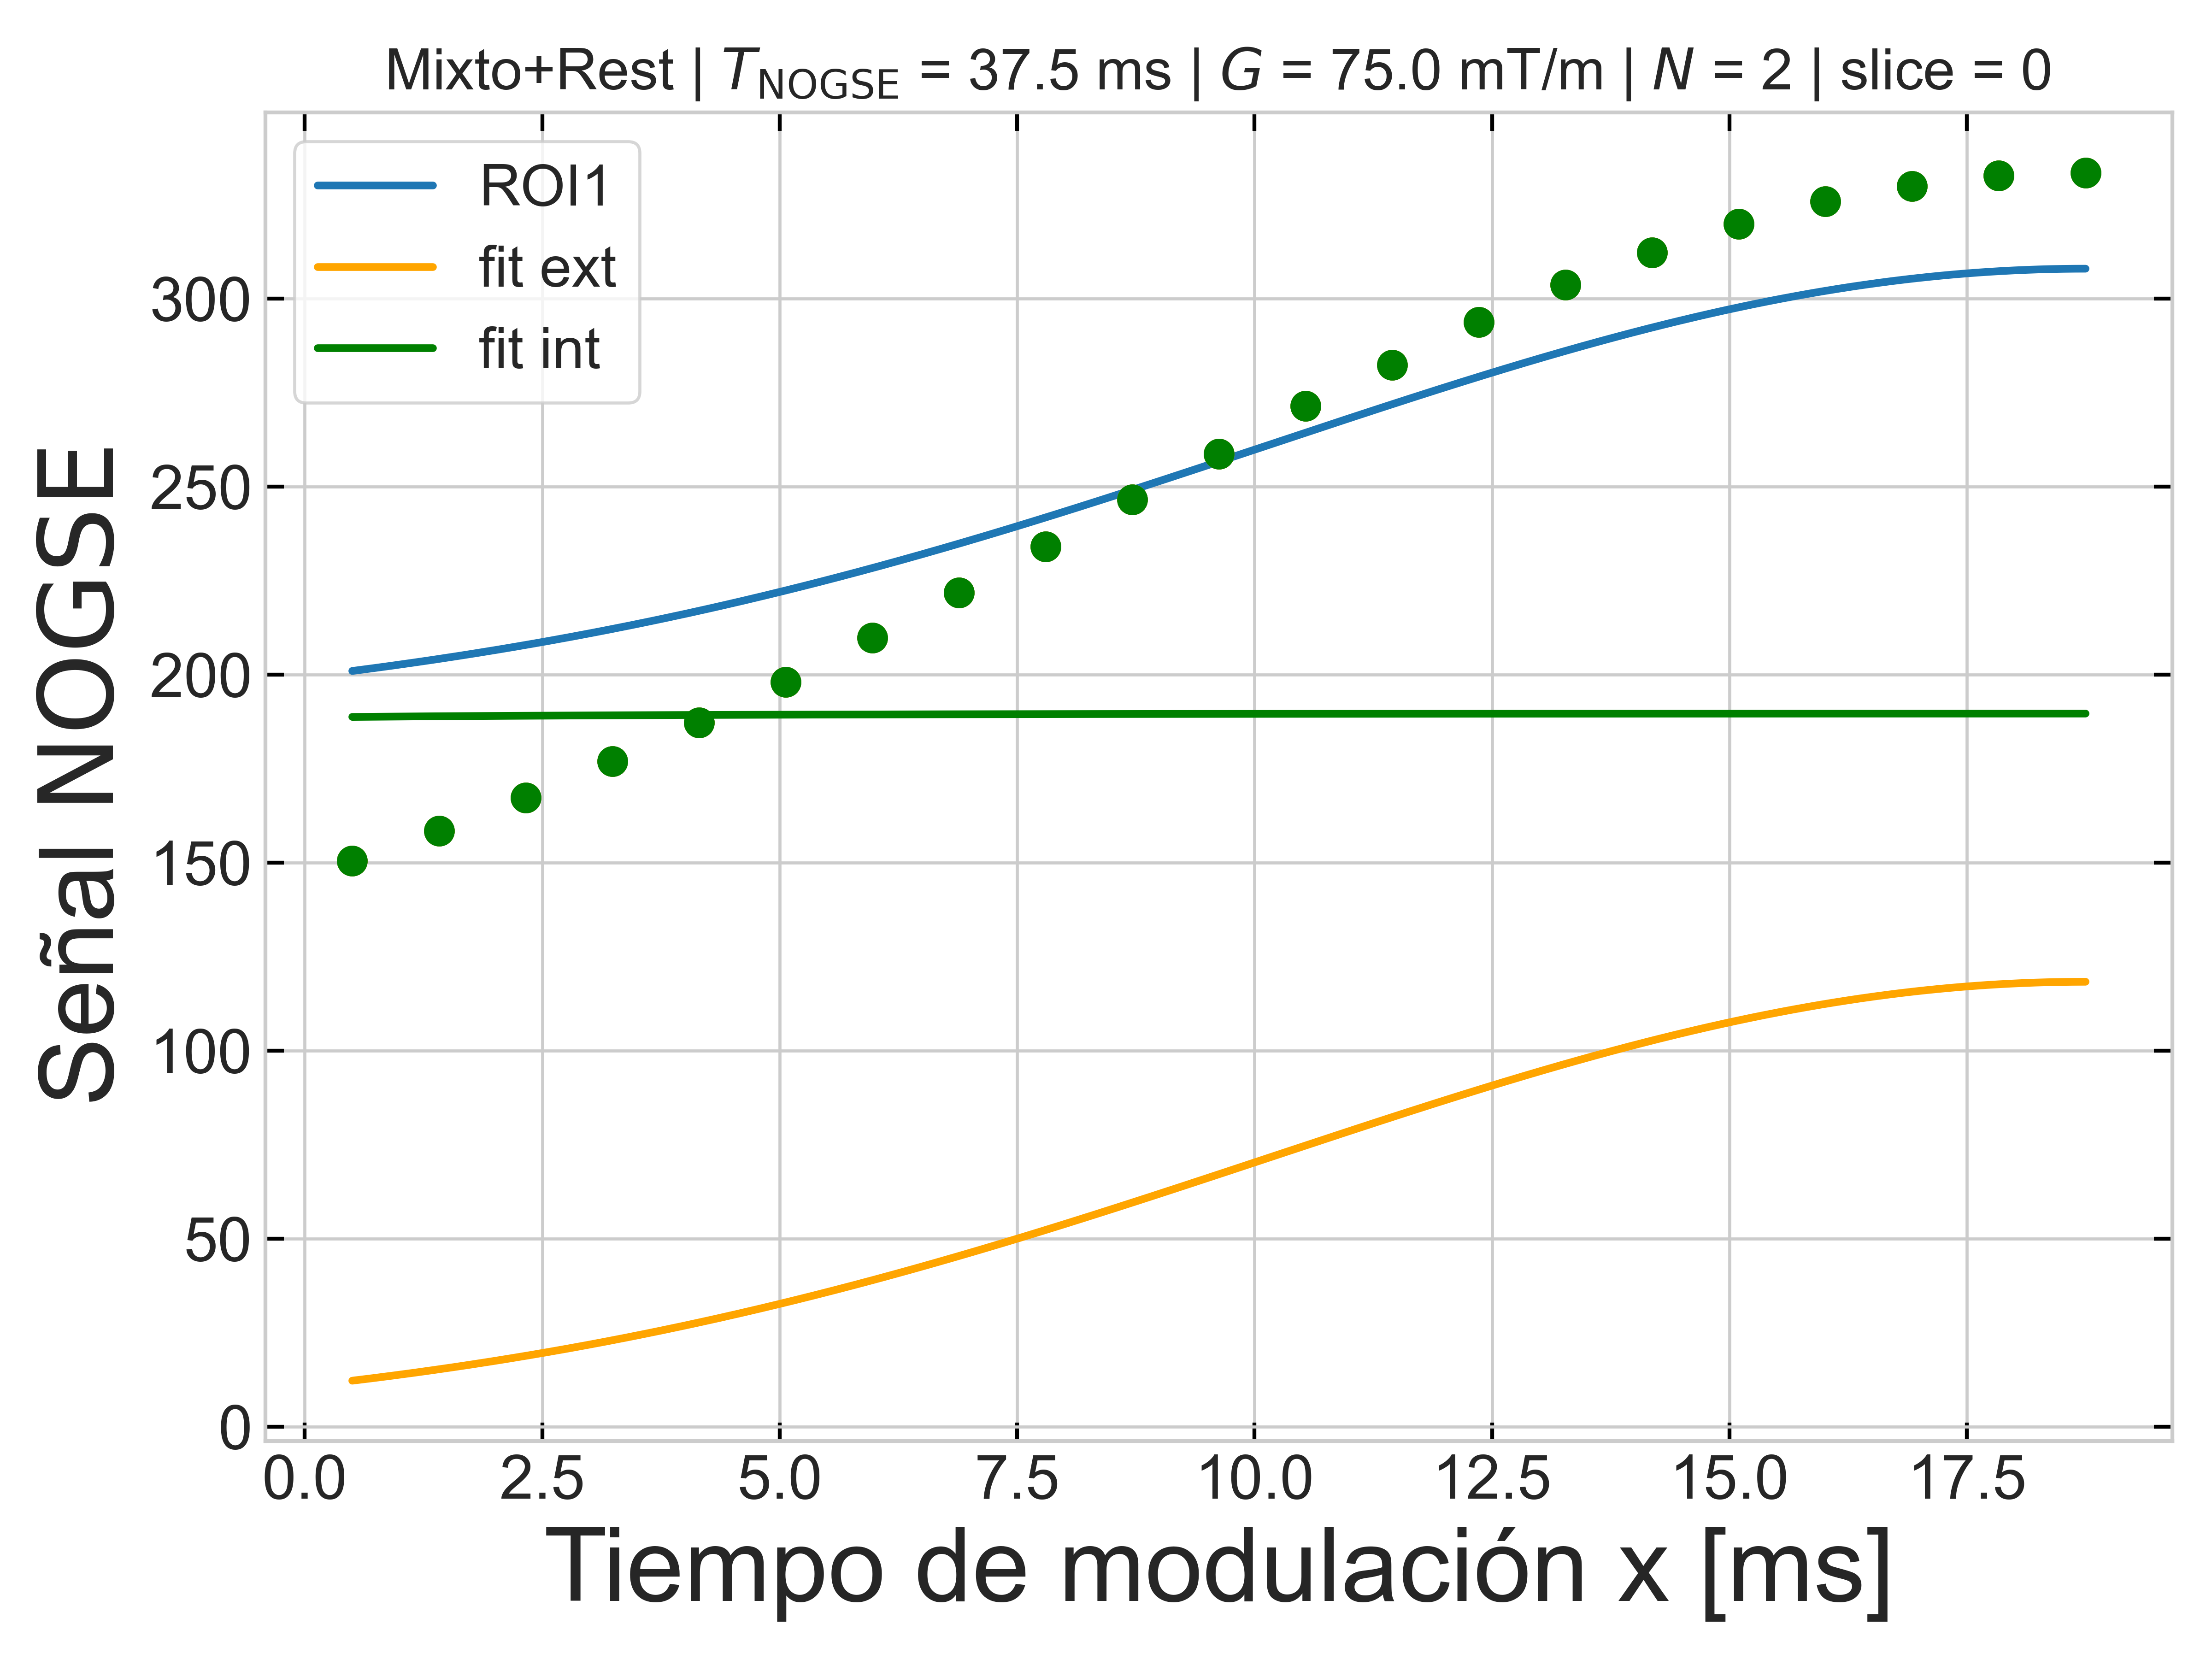 Mixto+Rest | T_NOGSE = 37.5 ms | G = 75.0 mT/m | N = 2 | slice = 0
ROI1
fit ext
fit int
Señal NOGSE
300
250
200
150
100
50
0
0.0 2.5 5.0 7.5 10.0 12.5 15.0 17.5
Tiempo de modulación x [ms]